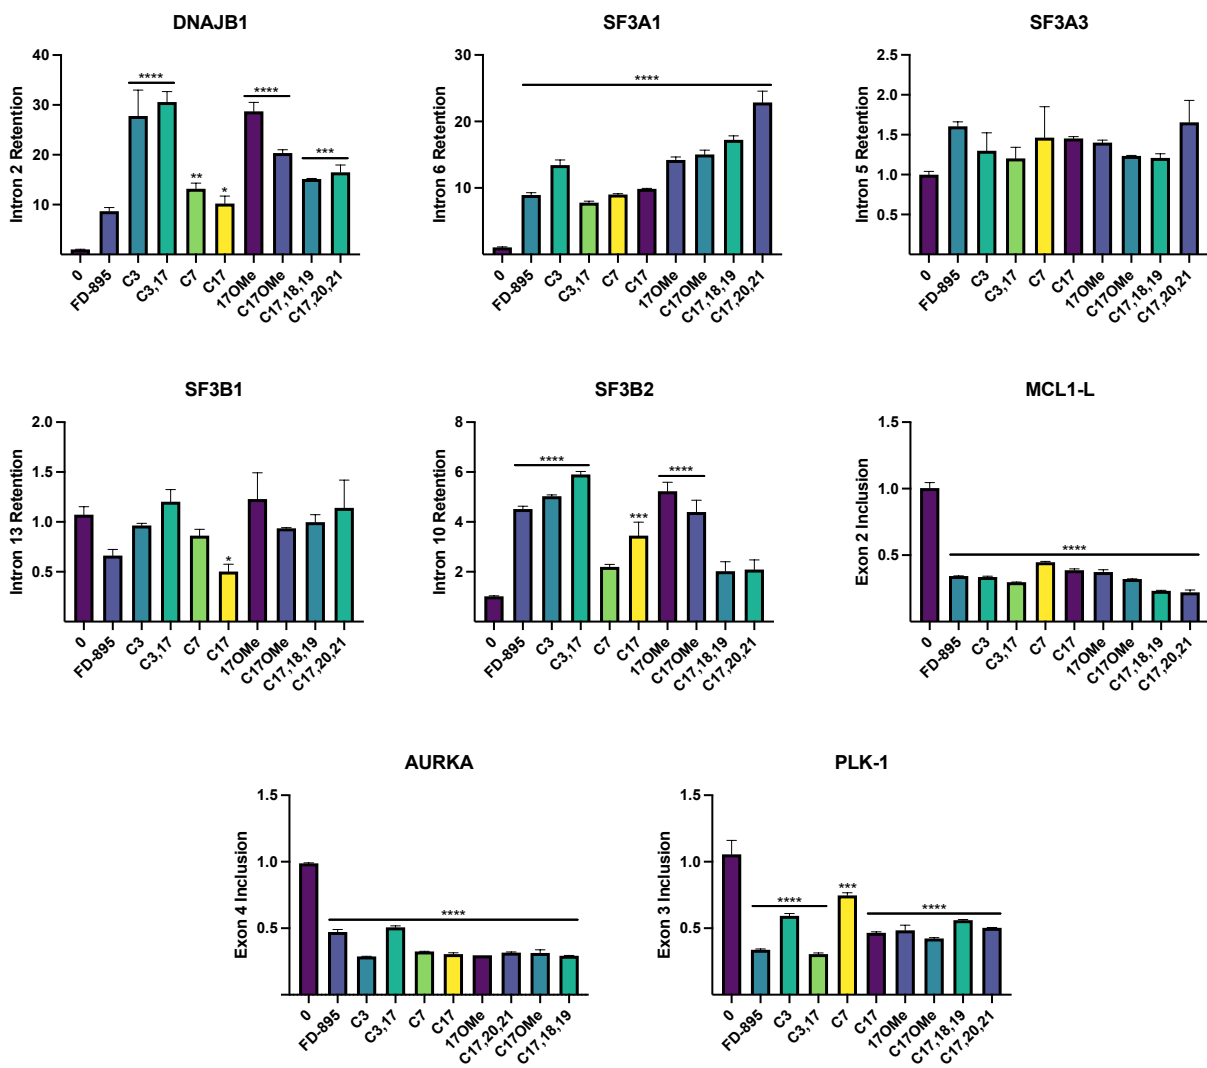 DNAJB1
Intron 2 Retention
40
30
20
10
****
**
*
****
***
0
FD-895
C3
C3,17
C7
C17
17OMe
C17OMe
C17,18,19
C17,20,21
SF3A1
Intron 6 Retention
30
20
10
****
0
FD-895
C3
C3,17
C7
C17
17OMe
C17OMe
C17,18,19
C17,20,21
SF3A3
Intron 5 Retention
2.5
2.0
1.5
1.0
0.5
0
FD-895
C3
C3,17
C7
C17
17OMe
C17OMe
C17,18,19
C17,20,21
SF3B1
Intron 13 Retention
2.0
1.5
1.0
0.5
*
0
FD-895
C3
C3,17
C7
C17
17OMe
C17OMe
C17,18,19
C17,20,21
SF3B2
Intron 10 Retention
8
6
4
2
****
***
****
0
FD-895
C3
C3,17
C7
C17
17OMe
C17OMe
C17,18,19
C17,20,21
MCL1-L
Exon 2 Inclusion
1.5
1.0
0.5
****
0
FD-895
C3
C3,17
C7
C17
17OMe
C17OMe
C17,18,19
C17,20,21
AURKA
Exon 4 Inclusion
1.5
1.0
0.5
****
0
FD-895
C3
C3,17
C7
C17
17OMe
C17,20,21
C17OMe
C17,18,19
PLK-1
Exon 3 Inclusion
1.5
1.0
0.5
****
***
****
0
FD-895
C3
C3,17
C7
C17
17OMe
C17OMe
C17,18,19
C17,20,21